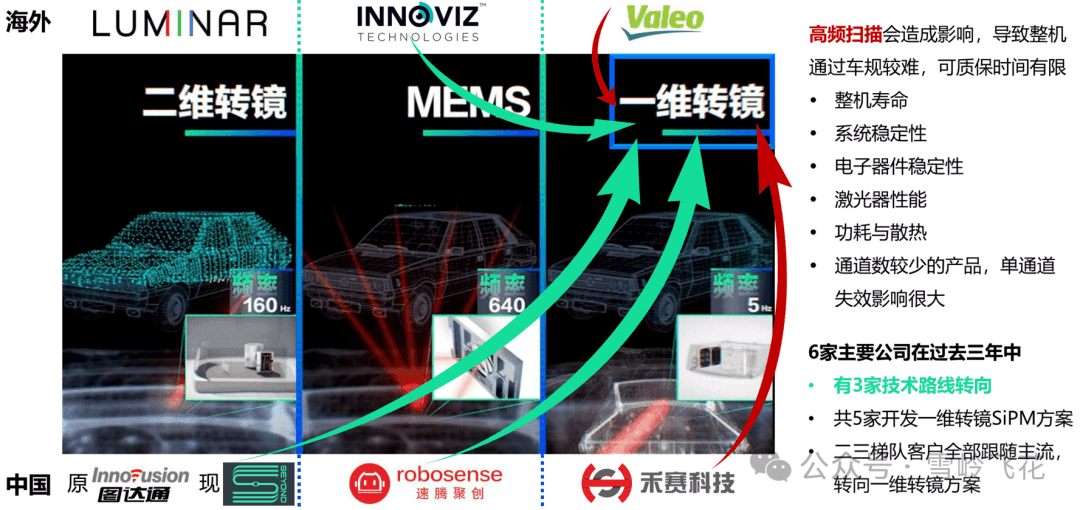 海外
LUMINAR
INNOVIZ™
TECHNOLOGIES
Valeo
二维转镜
MEMS
一维转镜
频率
160 Hz
频率
640
频率
5 Hz
高频扫描会造成影响，导致整机
通过车规较难，可质保时间有限
• 整机寿命
• 系统稳定性
• 电子器件稳定性
• 激光器性能
• 功耗与散热
• 通道数较少的产品，单通道
失效影响很大
6家主要公司在过去三年中
• 有3家技术路线转向
• 共5家开发一维转镜SiPM方案
• 二三梯队客户全部跟随主流，
转向一维转镜方案
中国
原
InnoFusion
图达通
现
SEYOND
robosense
速腾聚创
禾赛科技
公众号·雪岭飞花